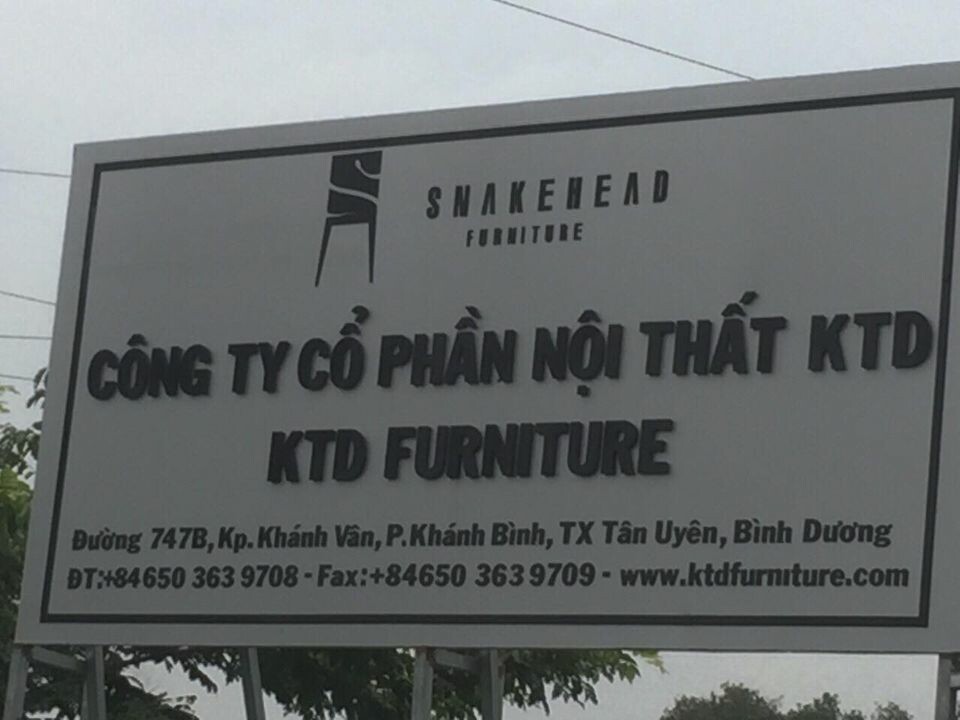 SNAKEHEAD
FURNITURE
CÔNG TY CỔ PHẦN NỘI THẤT KTD
KTD FURNITURE
Đường 747B, Kp. Khánh Vân, P. Khánh Bình, TX Tân Uyên, Bình Dương
ĐT:+84650 363 9708 - Fax:+84650 363 9709 - www.ktdfurniture.com